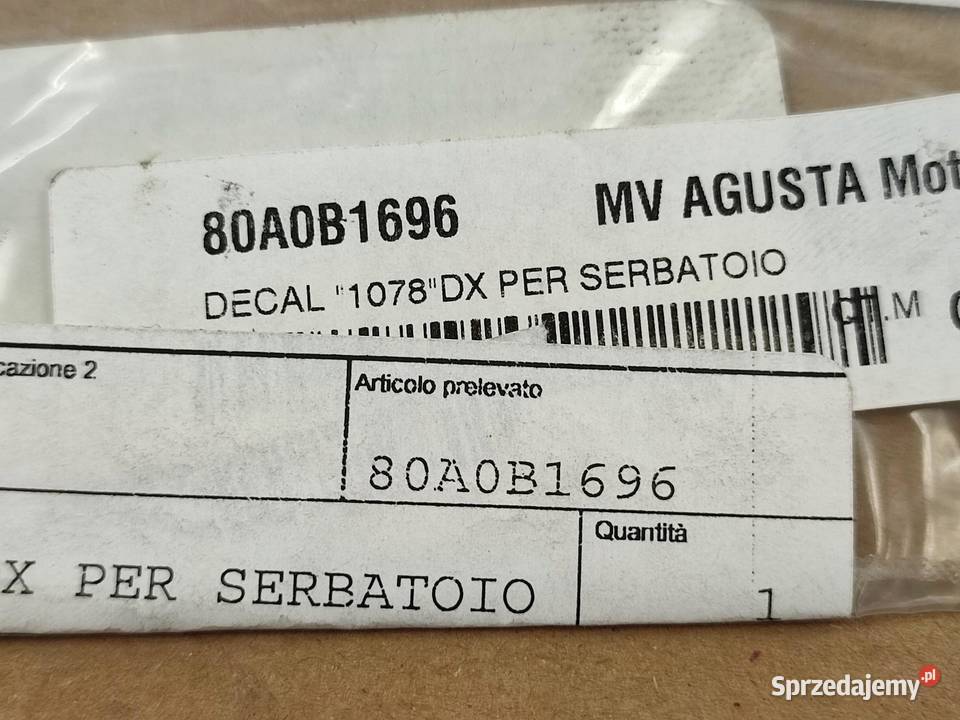 80A0B1696 MV AGUSTA Mot
DECAL "1078"DX PER SERBATOIO
.M
cazione 2
Articolo prelevato
80A0B1696
Quantità
X PER SERBATOIO
1
Sprzedajemy.pl